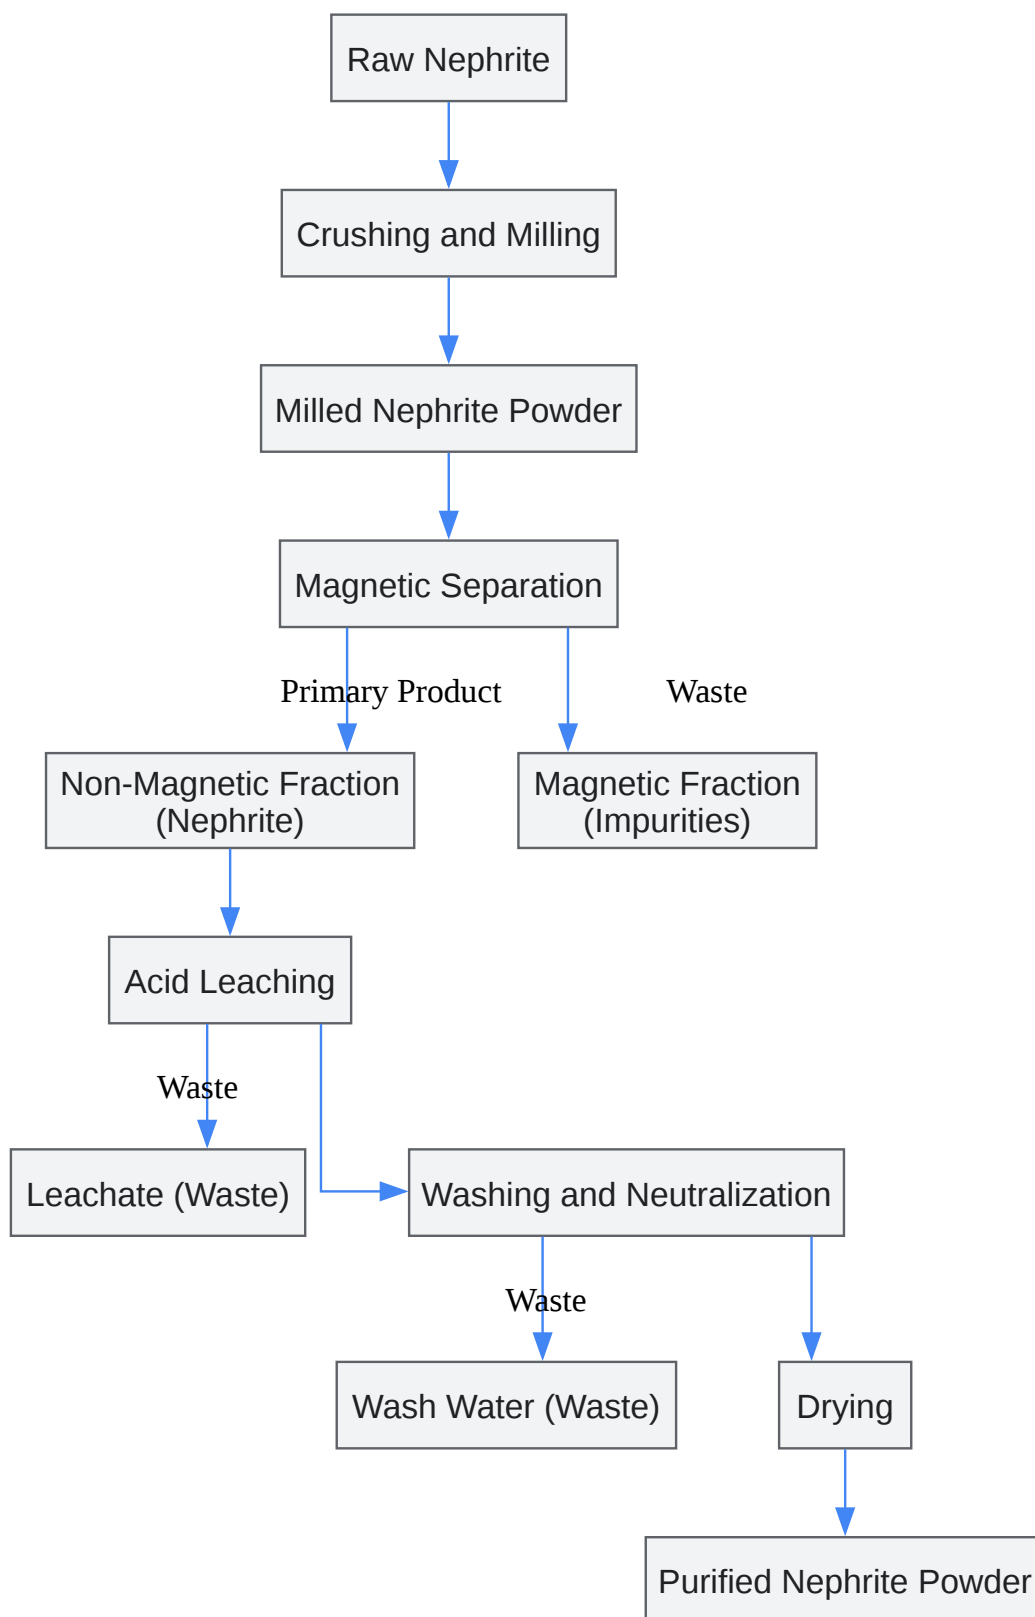 Raw Nephrite
Crushing and Milling
Milled Nephrite Powder
Magnetic Separation
Primary Product
Waste
Non-Magnetic Fraction
(Nephrite)
Magnetic Fraction
(Impurities)
Acid Leaching
Waste
Leachate (Waste)
Washing and Neutralization
Waste
Wash Water (Waste)
Drying
Purified Nephrite Powder